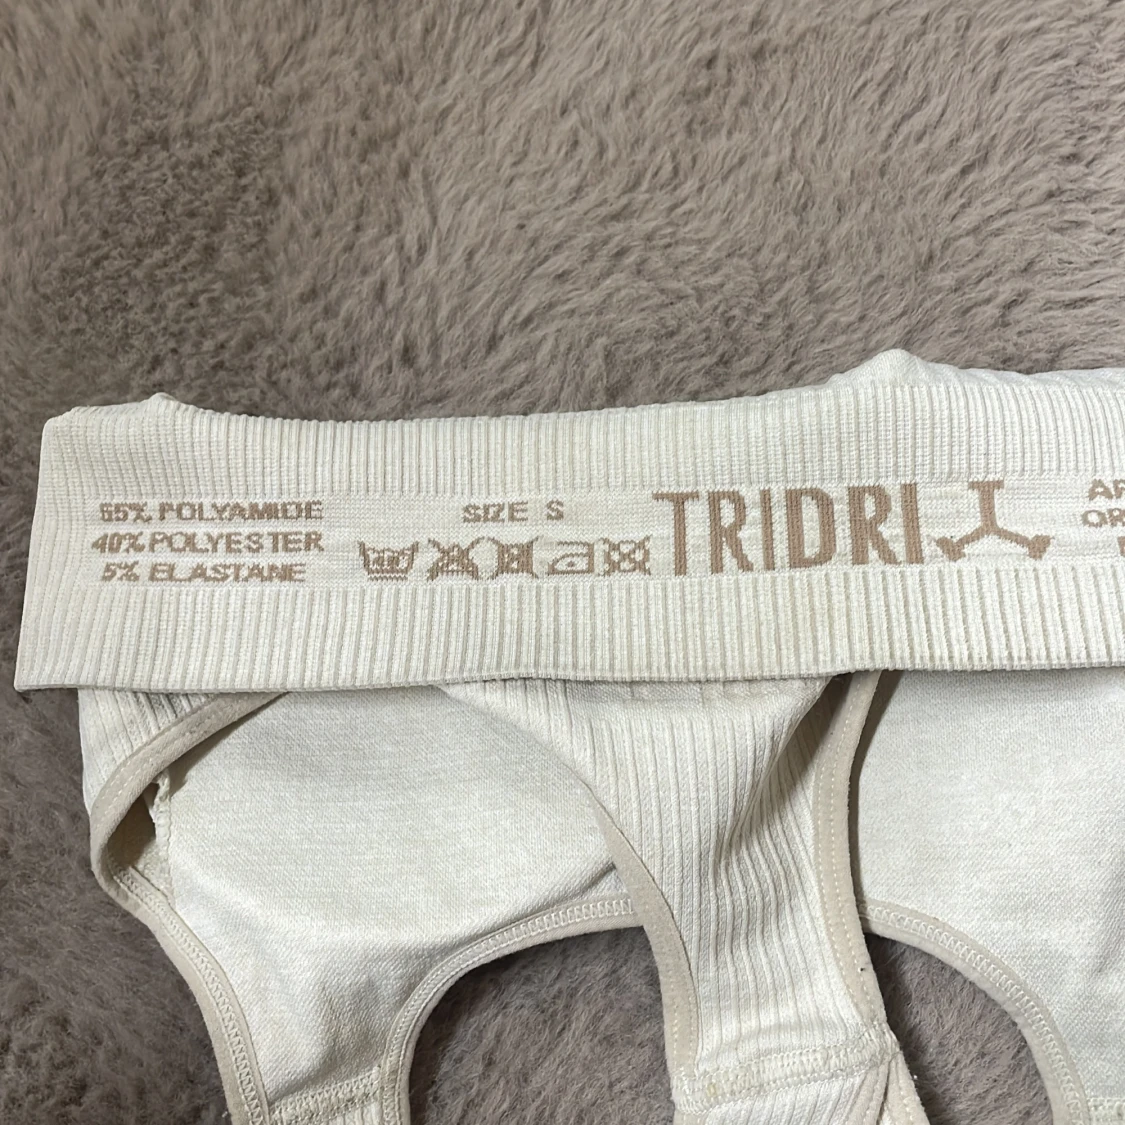 55% POLYAMIDE
40% POLYESTER
5% ELASTANE
SIZE S
TRIDRI